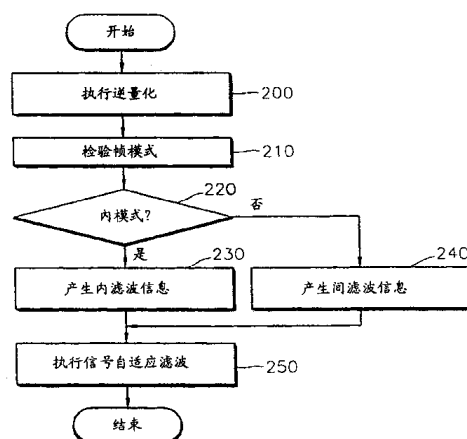 开始
执行逆量化
200
检验帧模式
210
220
内模式?
否
是
230
240
产生内滤波信息
产生间滤波信息
执行信号自适应滤波
250
结束